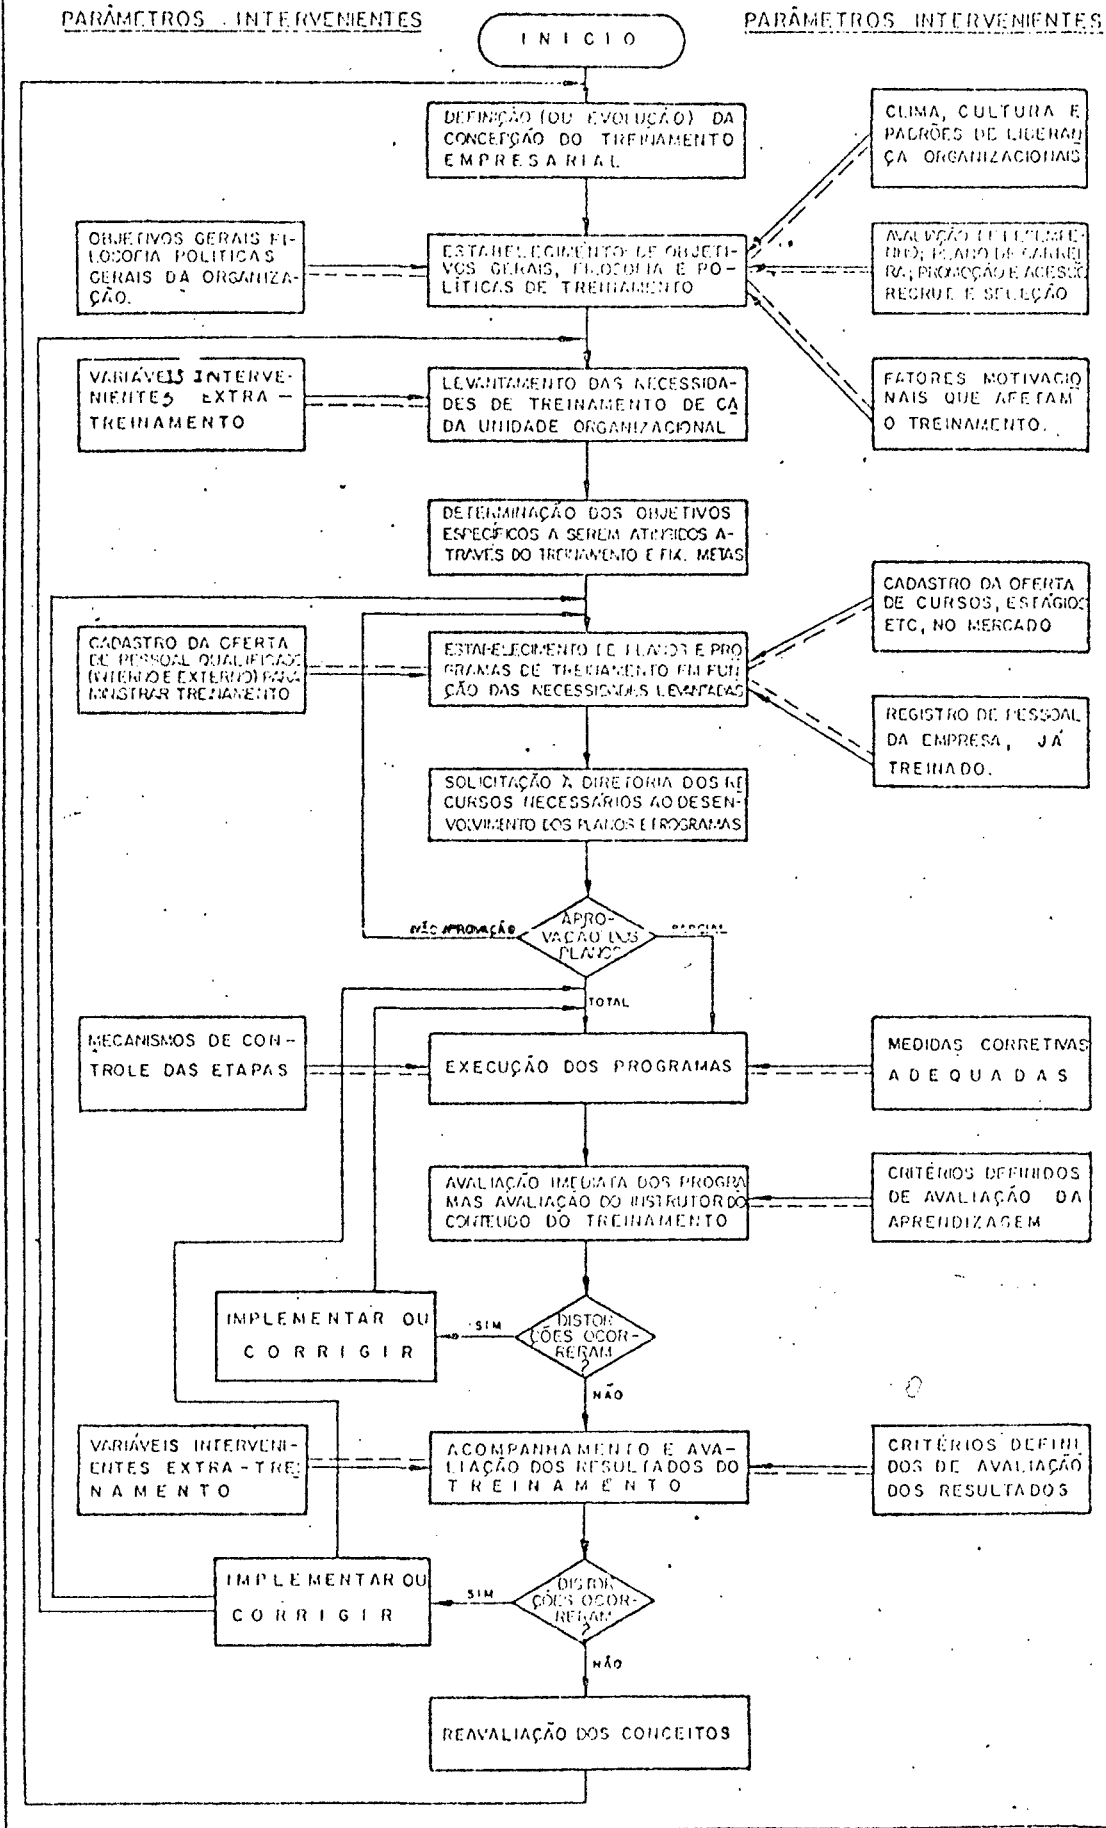 PARÂMETROS INTERVENIENTES
PARÂMETROS INTERVENIENTES
INÍCIO
DEFINIÇÃO (OU EVOLUÇÃO) DA
CONCEPÇÃO DO TREINAMENTO
EMPRESARIAL
CLIMA, CULTURA E
PADRÕES DE LIDERAN
ÇA ORGANIZACIONAIS
OBJETIVOS GERAIS FI-
LOSOFIA POLÍTICAS
GERAIS DA ORGANIZA-
ÇÃO.
ESTABELECIMENTO DE OBJETI-
VOS GERAIS, FILOSOFIA E PO-
LÍTICAS DE TREINAMENTO
AVALIAÇÃO DE DESEMPE-
NHO; PLANO DE CARREI-
RA; PROMOÇÃO E ACESSO
RECRUT. E SELEÇÃO
VARIÁVEIS INTERVE-
NIENTES EXTRA-
TREINAMENTO
LEVANTAMENTO DAS NECESSIDA-
DES DE TREINAMENTO DE CA
DA UNIDADE ORGANIZACIONAL
FATORES MOTIVACIO
NAIS QUE AFETAM
O TREINAMENTO.
DETERMINAÇÃO DOS OBJETIVOS
ESPECÍFICOS A SEREM ATINGIDOS A-
TRAVÉS DO TREINAMENTO E FIX. METAS
CADASTRO DA OFERTA
DE CURSOS, ESTÁGIOS
ETC, NO MERCADO
CADASTRO DA OFERTA
DE PESSOAL QUALIFICADO
(INTERNO E EXTERNO) PARA
MINISTRAR TREINAMENTO
ESTABELECIMENTO DE PLANOS E PRO
GRAMAS DE TREINAMENTO EM FUN
ÇÃO DAS NECESSIDADES LEVANTADAS
REGISTRO DE PESSOAL
DA EMPRESA, JÁ
TREINADO.
SOLICITAÇÃO À DIRETORIA DOS RE
CURSOS NECESSÁRIOS AO DESEN-
VOLVIMENTO DOS PLANOS E PROGRAMAS
NÃO APROVAÇÃO
APRO-
VAÇÃO DOS
PLANOS
PARCIAL
TOTAL
MECANISMOS DE CON-
TROLE DAS ETAPAS
EXECUÇÃO DOS PROGRAMAS
MEDIDAS CORRETIVAS
ADEQUADAS
AVALIAÇÃO IMEDIATA DOS PROGRA
MAS AVALIAÇÃO DO INSTRUTOR DO
CONTEÚDO DO TREINAMENTO
CRITÉRIOS DEFINIDOS
DE AVALIAÇÃO DA
APRENDIZAGEM
IMPLEMENTAR OU
CORRIGIR
SIM
DISTOR
ÇÕES OCOR-
RERAM
?
NÃO
VARIÁVEIS INTERVENI-
ENTES EXTRA-TREI
NAMENTO
ACOMPANHAMENTO E AVA-
LIAÇÃO DOS RESULTADOS DO
TREINAMENTO
CRITÉRIOS DEFINI
DOS DE AVALIAÇÃO
DOS RESULTADOS
IMPLEMENTAR OU
CORRIGIR
SIM
DISTOR
ÇÕES OCOR-
RERAM
?
NÃO
REAVALIAÇÃO DOS CONCEITOS